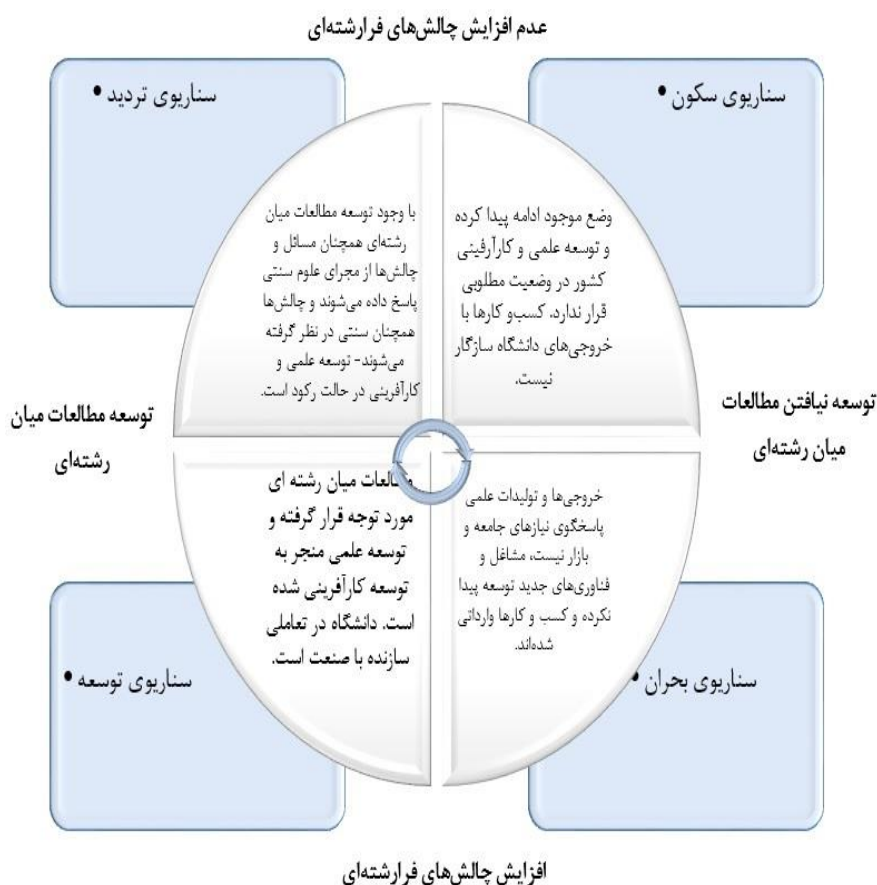 عدم افزایش چالش‌های فرارشته‌ای
سناریوی سکون •
سناریوی تردید •
وضع موجود ادامه پیدا کرده
و توسعه علمی و کارآرفینی
کشور در وضعیت مطلوبی
قرار ندارد. کسب‌و کارها با
خروجی‌های دانشگاه سازگار
نیست.
با وجود توسعه مطالعات میان
رشته‌ای همچنان مسائل و
چالش‌ها از مجرای علوم سنتی
پاسخ داده می‌شوند و چالش‌ها
همچنان سنتی در نظر گرفته
می‌شوند- توسعه علمی و
کارآفرینی در حالت رکود است.
توسعه نیافتن مطالعات
میان رشته‌ای
توسعه مطالعات میان
رشته‌ای
خروجی‌ها و تولیدات علمی
پاسخگوی نیازهای جامعه و
بازار نیست، مشاغل و
فناوری‌های جدید توسعه پیدا
نکرده و کسب و کارها وارداتی
شده‌اند.
مطالعات میان رشته ای
مورد توجه قرار گرفته و
توسعه علمی منجر به
توسعه کارآفرینی شده
است. دانشگاه در تعاملی
سازنده با صنعت است.
سناریوی بحران •
سناریوی توسعه •
افزایش چالش‌های فرارشته‌ای